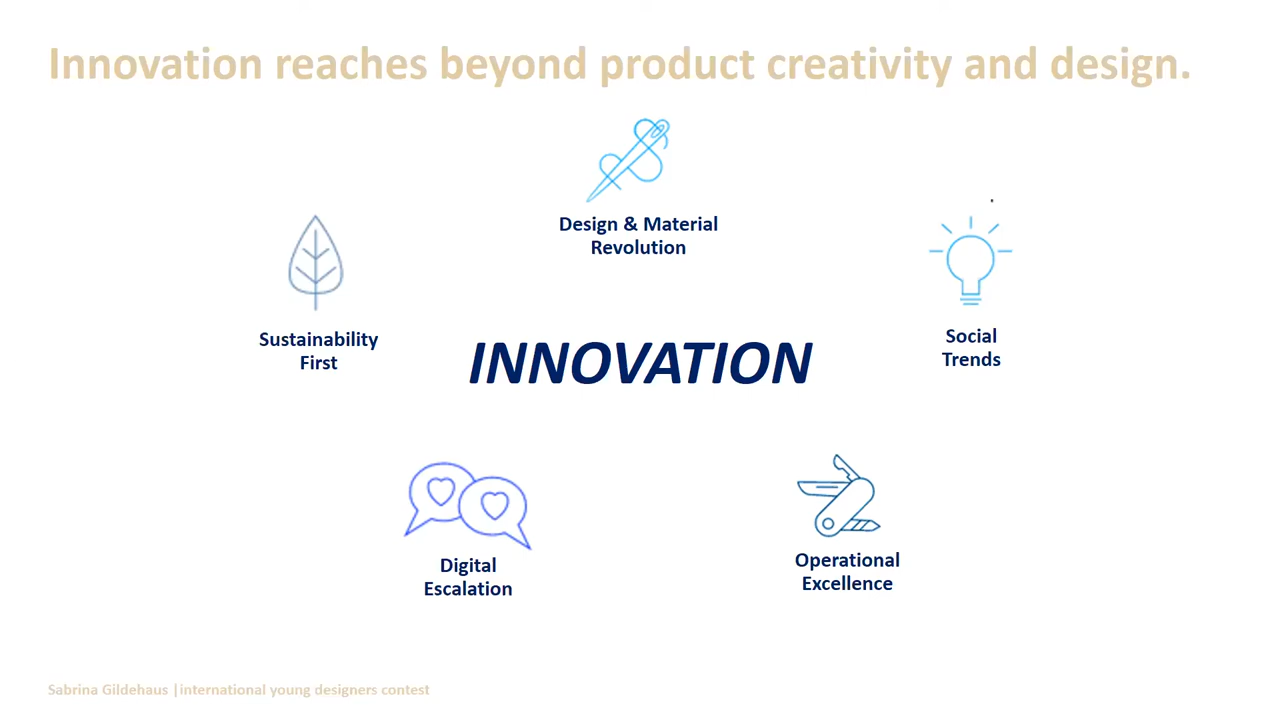 Innovation reaches beyond product creativity and design.
Design & Material
Revolution
Sustainability
First
Social
Trends
INNOVATION
Digital
Escalation
Operational
Excellence
Sabrina Gildehaus |international young designers contest